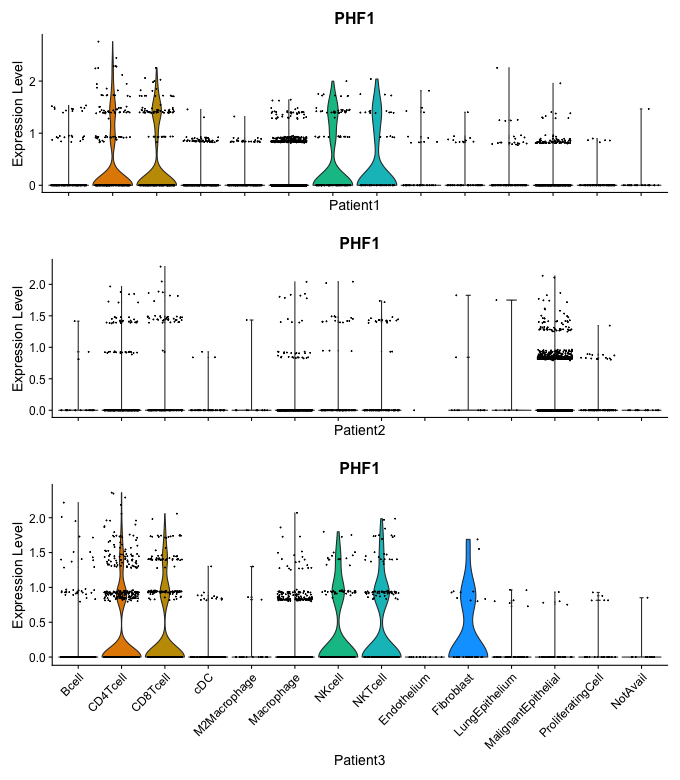 PHF1
Expression Level
2
1
0
Patient1
PHF1
Expression Level
2.0
1.5
1.0
0.5
0.0
Patient2
PHF1
Expression Level
2.0
1.5
1.0
0.5
0.0
Bcell
CD4Tcell
CD8Tcell
cDC
M2Macrophage
Macrophage
NKcell
NKTcell
Endothelium
Fibroblast
LungEpithelium
MalignantEpithelial
ProliferatingCell
NotAvail
Patient3